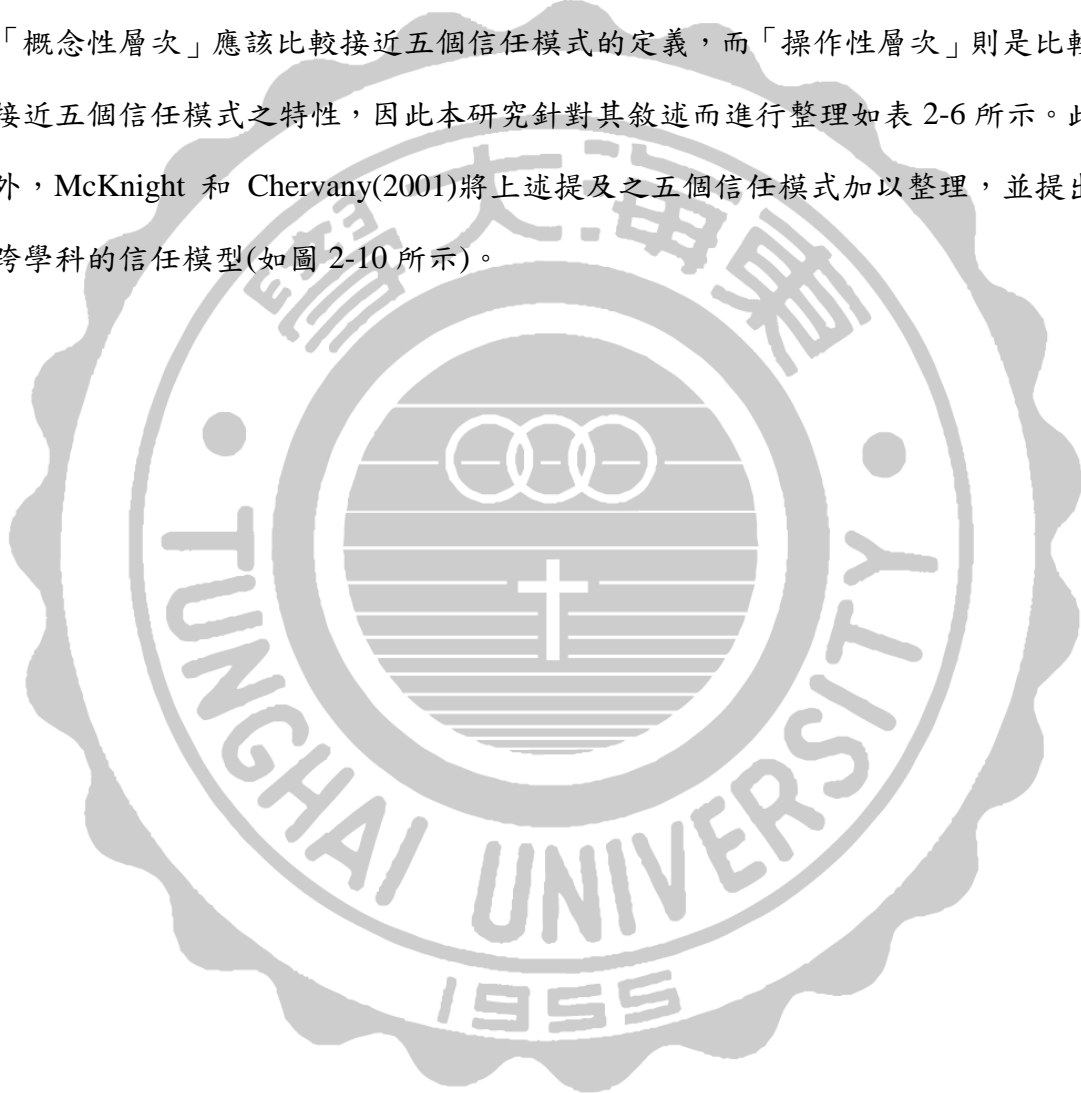 「概念性層次」應該比較接近五個信任模式的定義，而「操作性層次」則是比較
接近五個信任模式之特性，因此本研究針對其敘述而進行整理如表 2-6 所示。此
外，McKnight 和 Chervany(2001)將上述提及之五個信任模式加以整理，並提出
跨學科的信任模型(如圖 2-10 所示)。
學大海東
TUNGHAI UNIVERSITY
1955